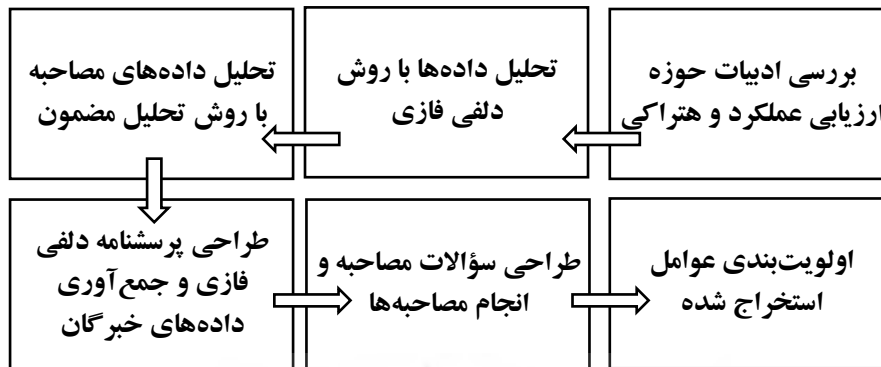 بررسی ادبیات حوزه
ارزیابی عملکرد و هتراکی
تحلیل داده‌ها با روش
دلفی فازی
تحلیل داده‌های مصاحبه
با روش تحلیل مضمون
طراحی پرسشنامه دلفی
فازی و جمع‌آوری
داده‌های خبرگان
طراحی سؤالات مصاحبه و
انجام مصاحبه‌ها
اولویت‌بندی عوامل
استخراج شده